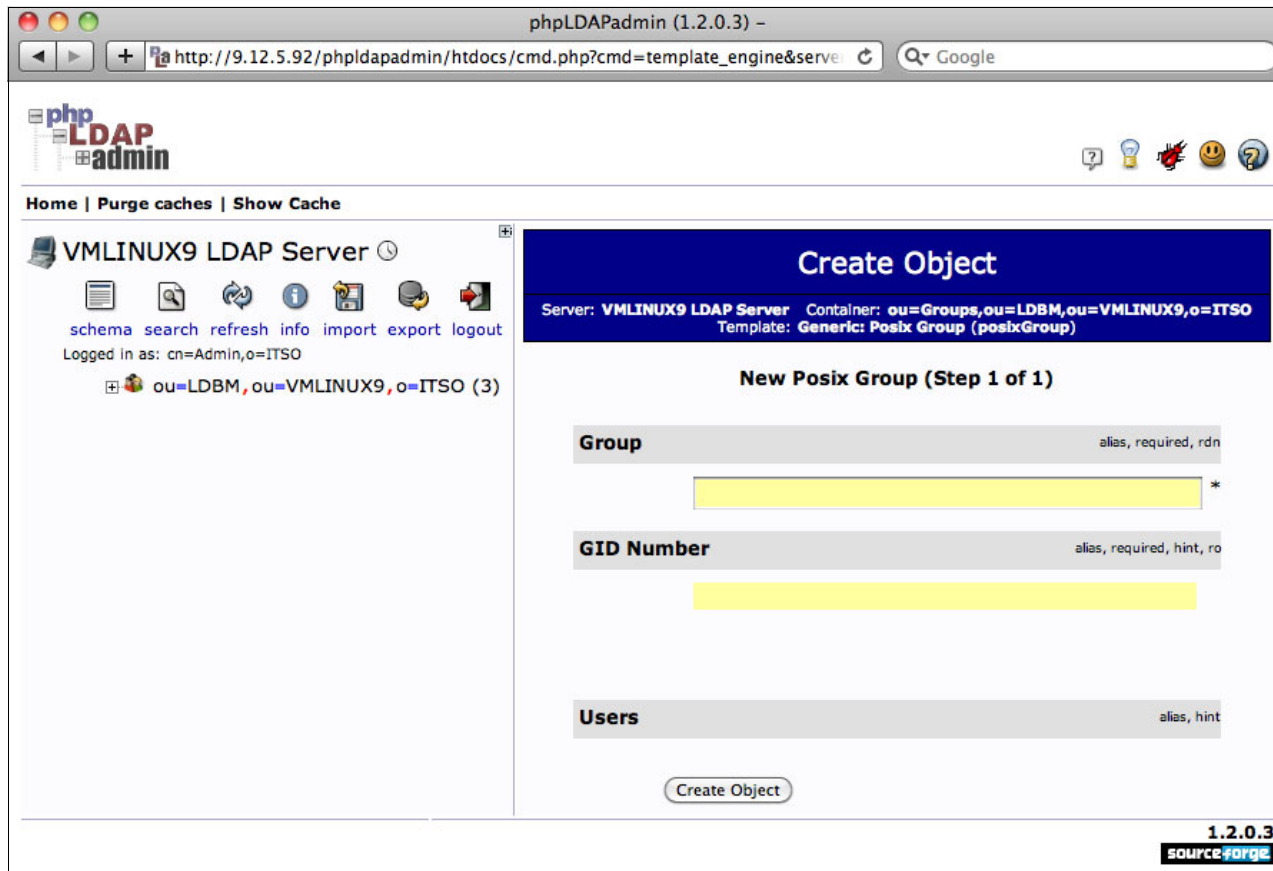 phpLDAPadmin (1.2.0.3) –
http://9.12.5.92/phpldapadmin/htdocs/cmd.php?cmd=template_engine&serve
Google
php
LDAP
admin
Home | Purge caches | Show Cache
VMLINUX9 LDAP Server
schema search refresh info import export logout
Logged in as: cn=Admin,o=ITSO
ou=LDBM,ou=VMLINUX9,o=ITSO (3)
Create Object
Server: VMLINUX9 LDAP Server Container: ou=Groups,ou=LDBM,ou=VMLINUX9,o=ITSO
Template: Generic: Posix Group (posixGroup)
New Posix Group (Step 1 of 1)
Group alias, required, rdn
*
GID Number alias, required, hint, ro
Users alias, hint
Create Object
1.2.0.3
sourceforge